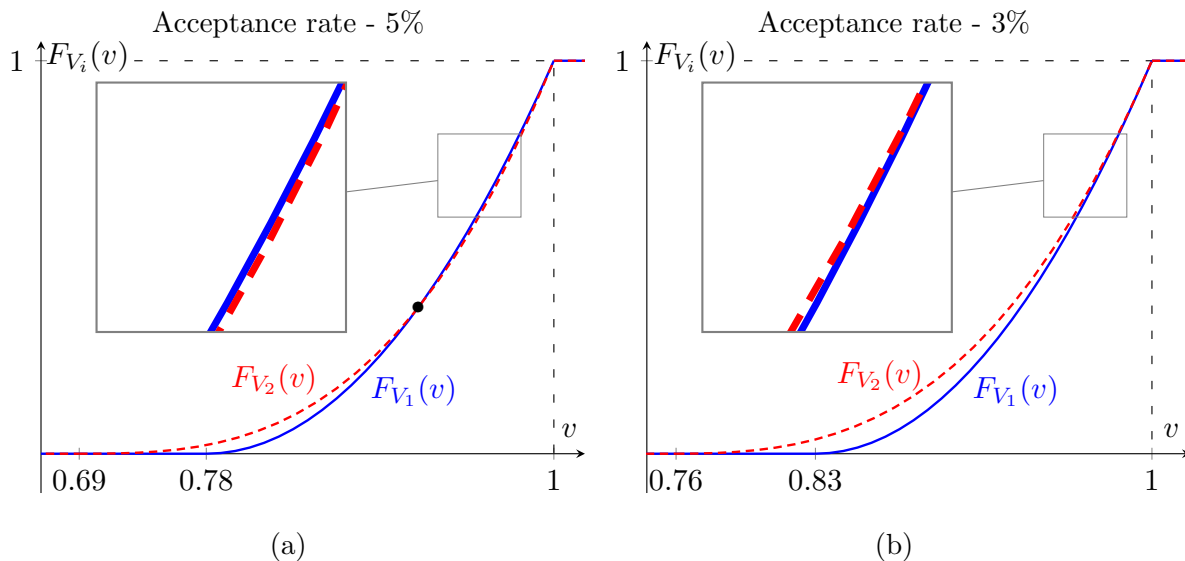 Acceptance rate - 5%
F_{V_i}(v)
1
F_{V_2}(v)
F_{V_1}(v)
v
0.69
0.78
1
(a)
Acceptance rate - 3%
F_{V_i}(v)
1
F_{V_2}(v)
F_{V_1}(v)
v
0.76
0.83
1
(b)